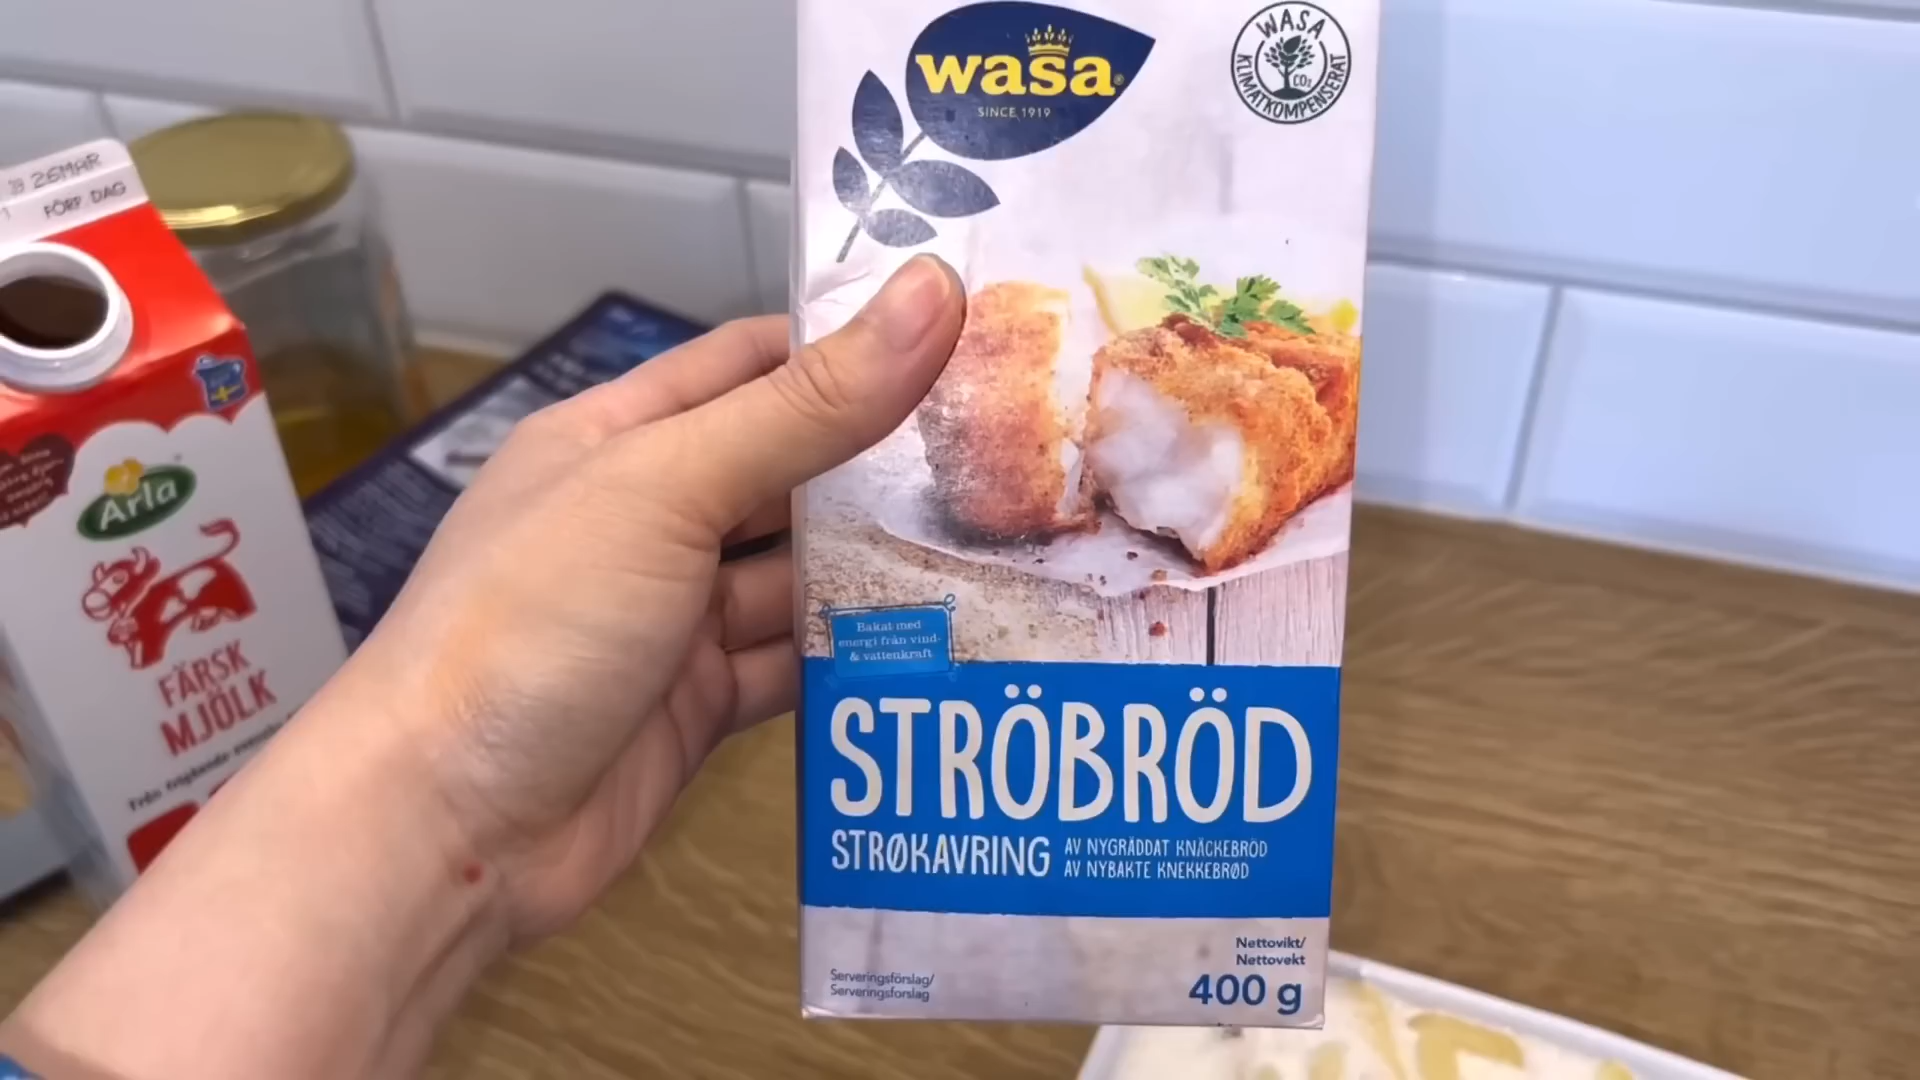 wasa
SINCE 1919
WASA
KLIMATKOMPENSERAT
CO₂
26MAR
FÖRP. DAG
Arla
FÄRSK
MJÖLK
Bakat med
energi från vind-
& vattenkraft
STRÖBRÖD
STRØKAVRING
AV NYGRÄDDAT KNÄCKEBRÖD
AV NYBAKTE KNEKKEBRØD
Nettovikt/
Nettovekt
400 g
Serveringsförslag/
Serveringsforslag